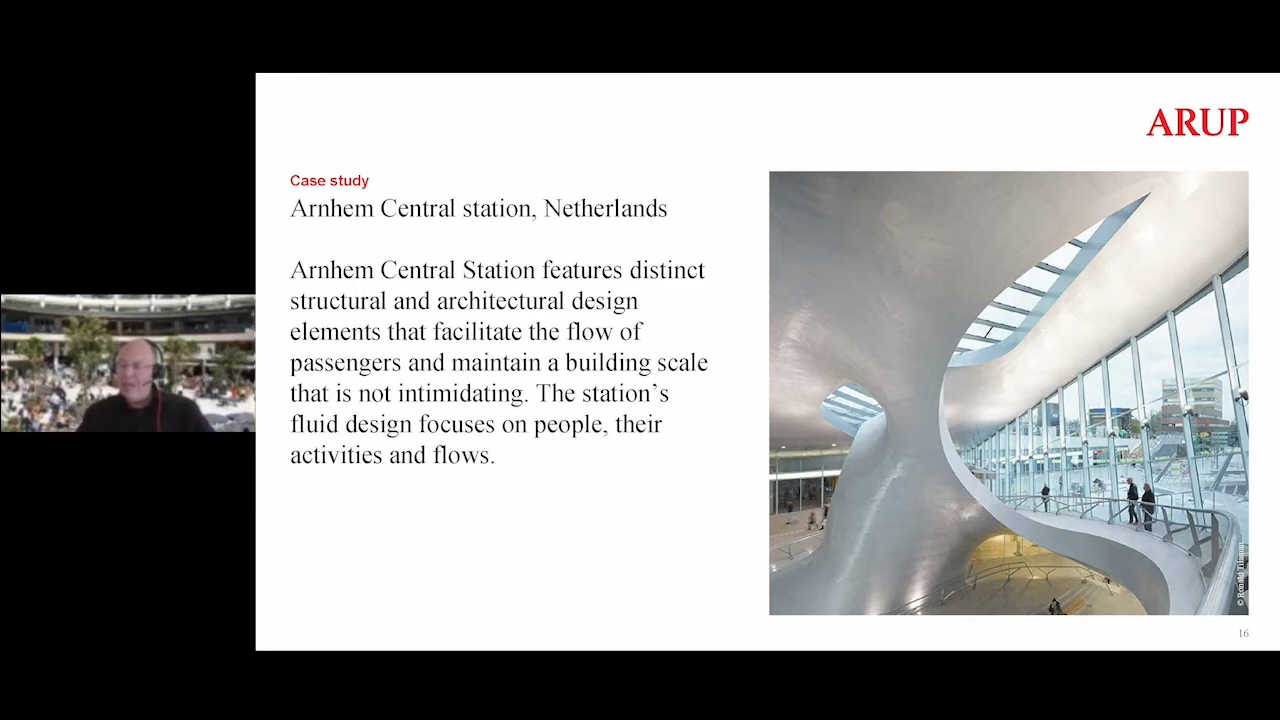 ARUP
Case study
Arnhem Central station, Netherlands
Arnhem Central Station features distinct
structural and architectural design
elements that facilitate the flow of
passengers and maintain a building scale
that is not intimidating. The station’s
fluid design focuses on people, their
activities and flows.
© Ronald Tilleman
16